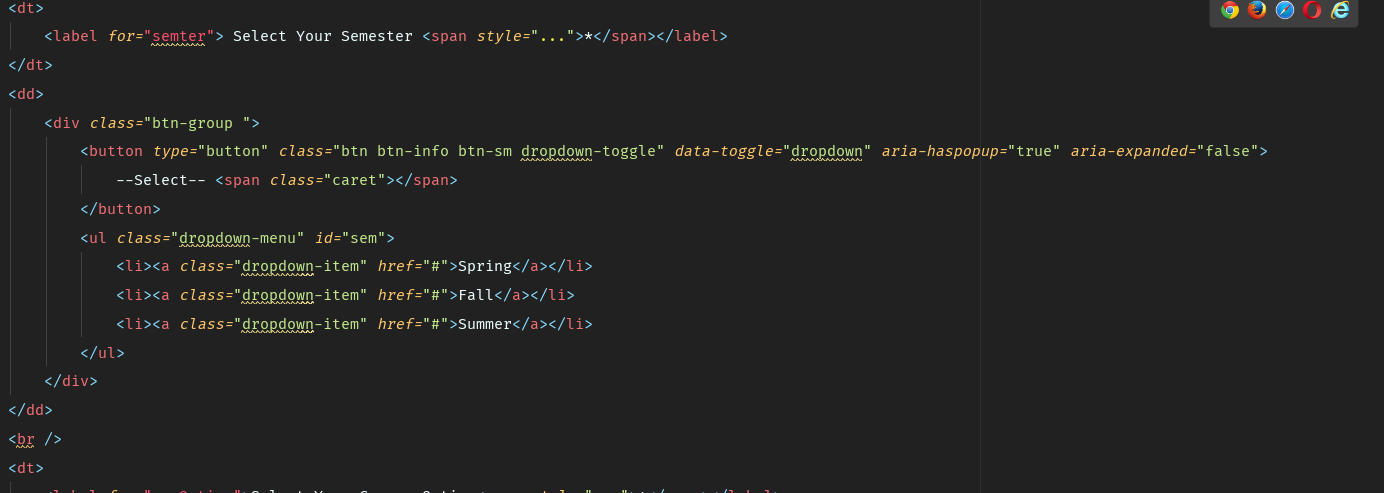 <dt>
<label for="semter"> Select Your Semester <span style="...">*</span></label>
</dt>
<dd>
<div class="btn-group ">
<button type="button" class="btn btn-info btn-sm dropdown-toggle" data-toggle="dropdown" aria-haspopup="true" aria-expanded="false">
--Select-- <span class="caret"></span>
</button>
<ul class="dropdown-menu" id="sem">
<li><a class="dropdown-item" href="#">Spring</a></li>
<li><a class="dropdown-item" href="#">Fall</a></li>
<li><a class="dropdown-item" href="#">Summer</a></li>
</ul>
</div>
</dd>
<br />
<dt>